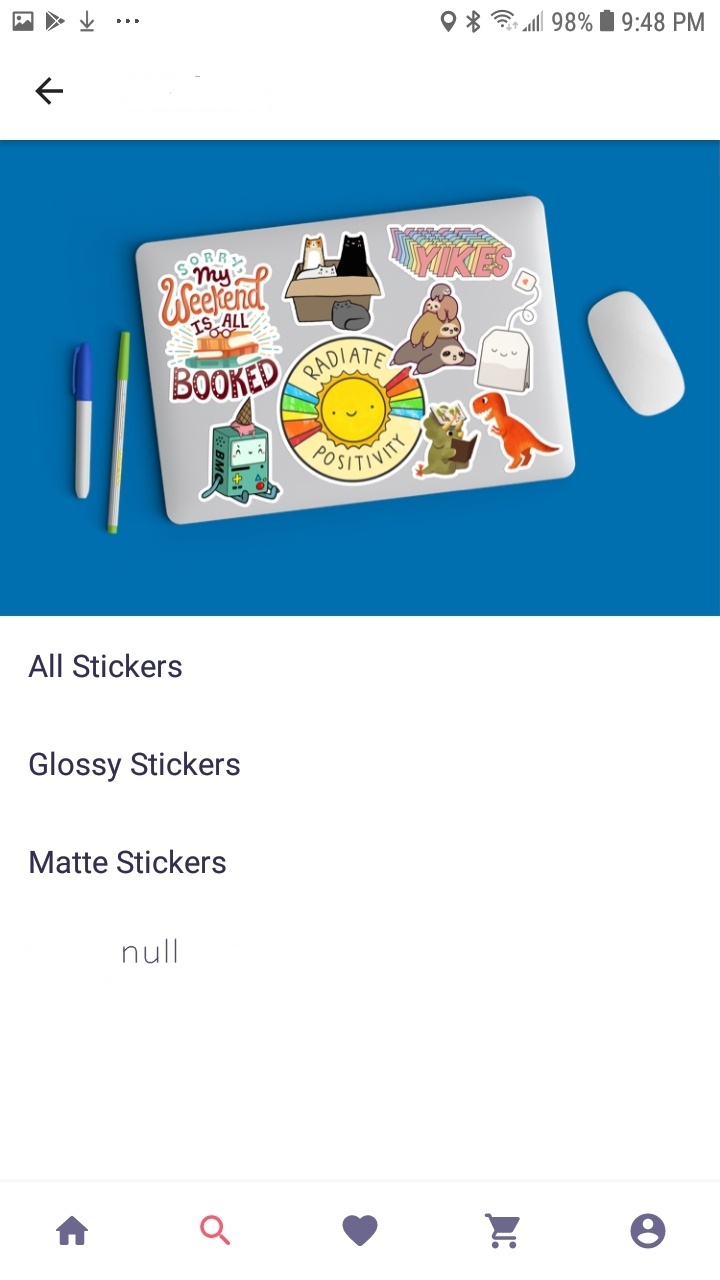 98% 9:48 PM
SORRY,
My
Weekend
IS ALL
BOOKED
YIKES
RADIATE
POSITIVITY
BMO
All Stickers
Glossy Stickers
Matte Stickers
null